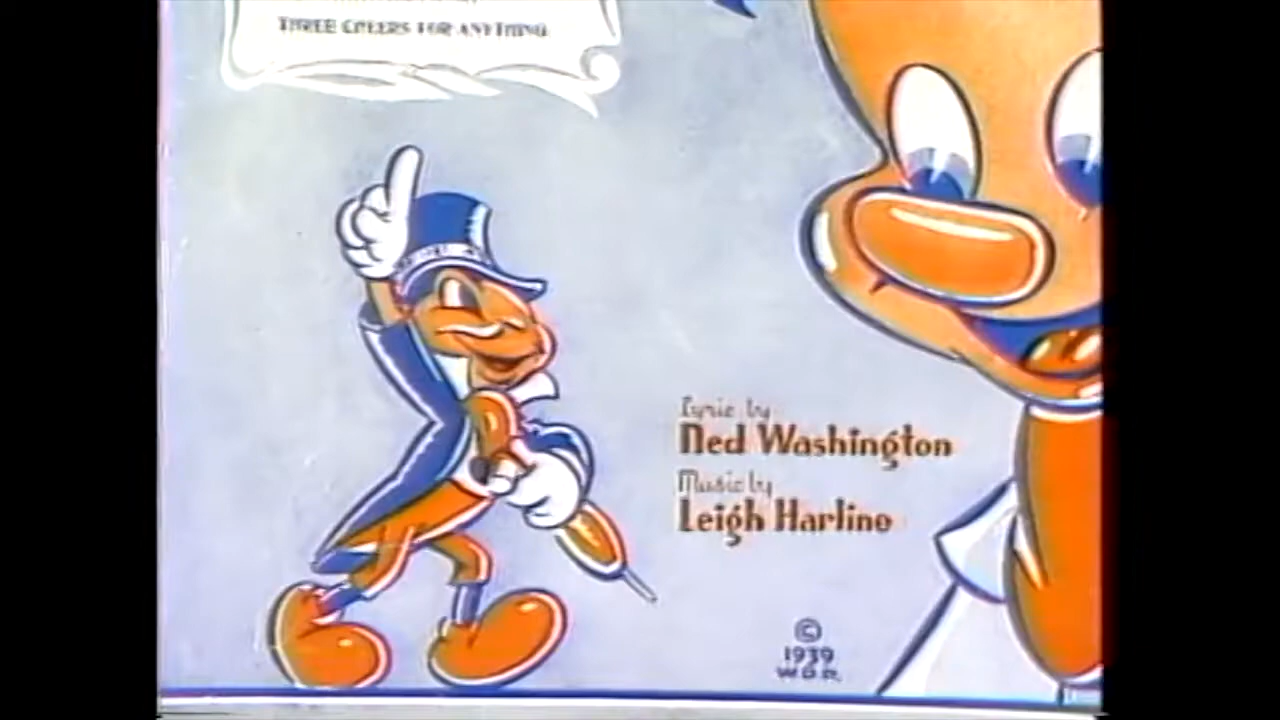 THREE CHEERS FOR ANYTHING
Lyric by
Ned Washington
Music by
Leigh Harline
©
1939
W.D.P.